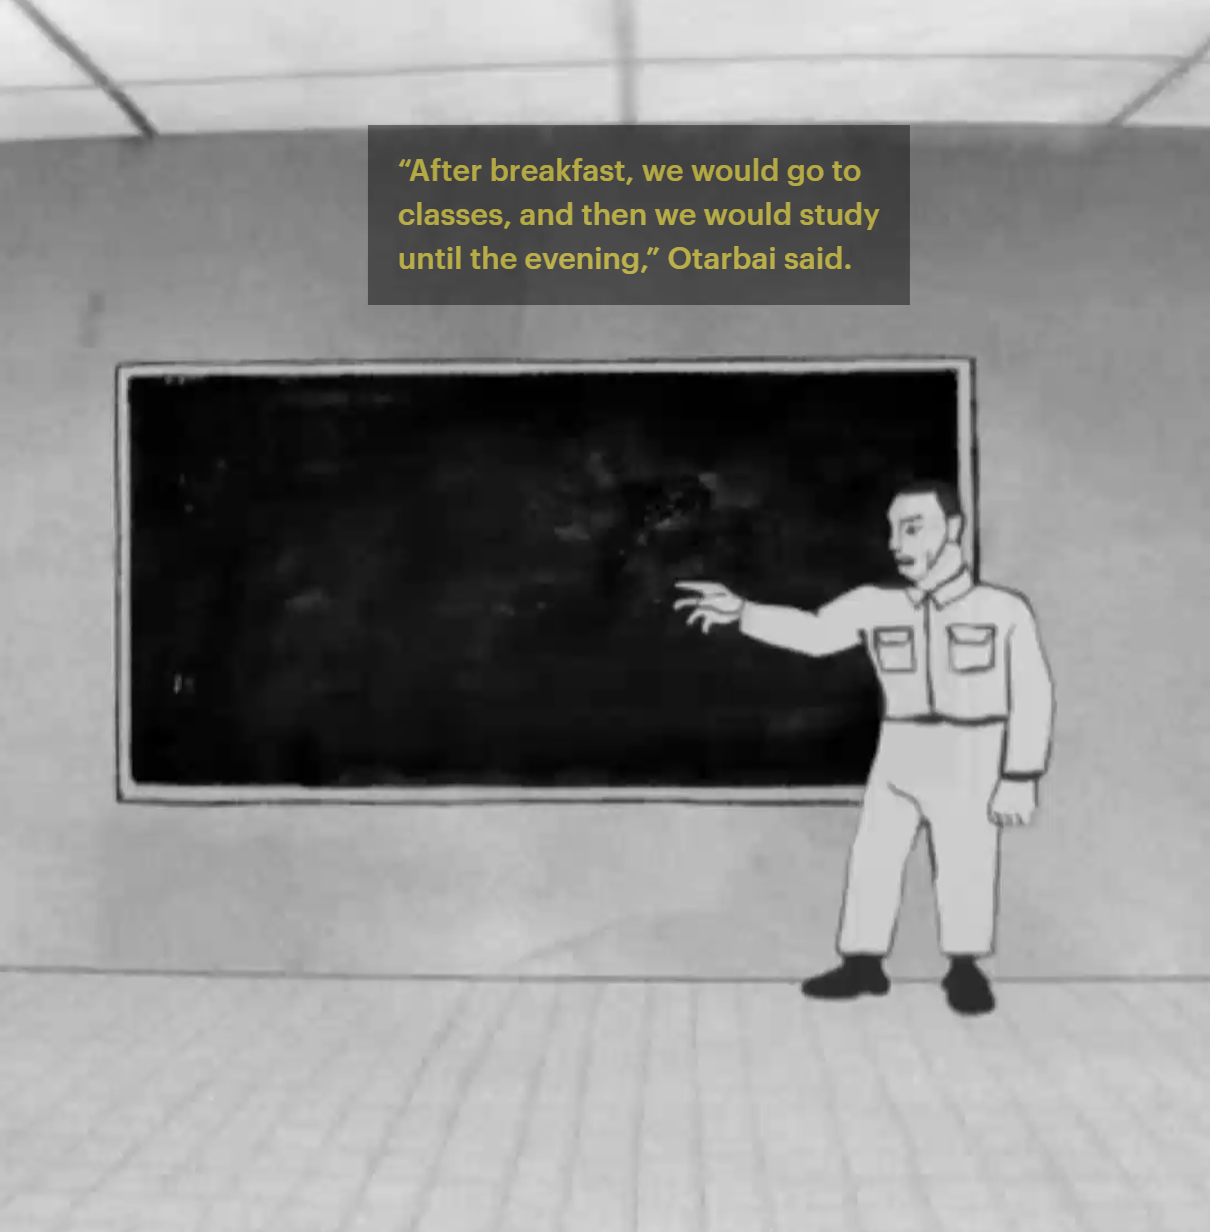 “After breakfast, we would go to
classes, and then we would study
until the evening,” Otarbai said.